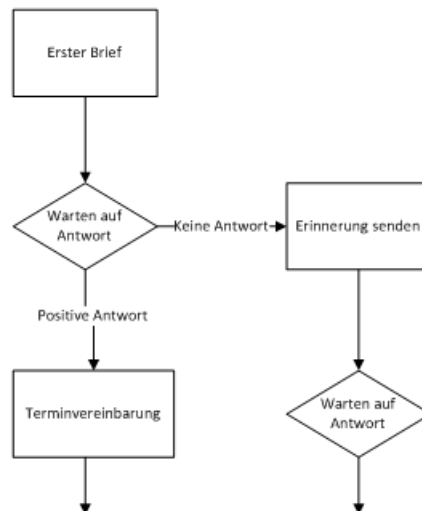 Erster Brief
Warten auf
Antwort
Keine Antwort
Erinnerung senden
Positive Antwort
Terminvereinbarung
Warten auf
Antwort